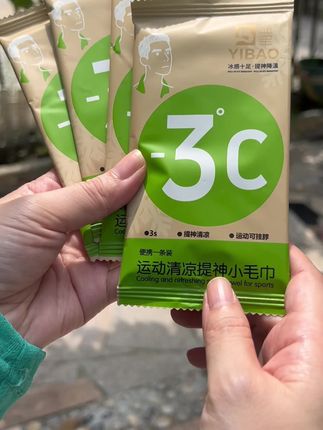 YIBAO
冰感十足·提神降温
-3°C
3s
提神清凉
运动可挂脖
便携一条装
运动清凉提神小毛巾
Cooling and refreshing
wel for sports